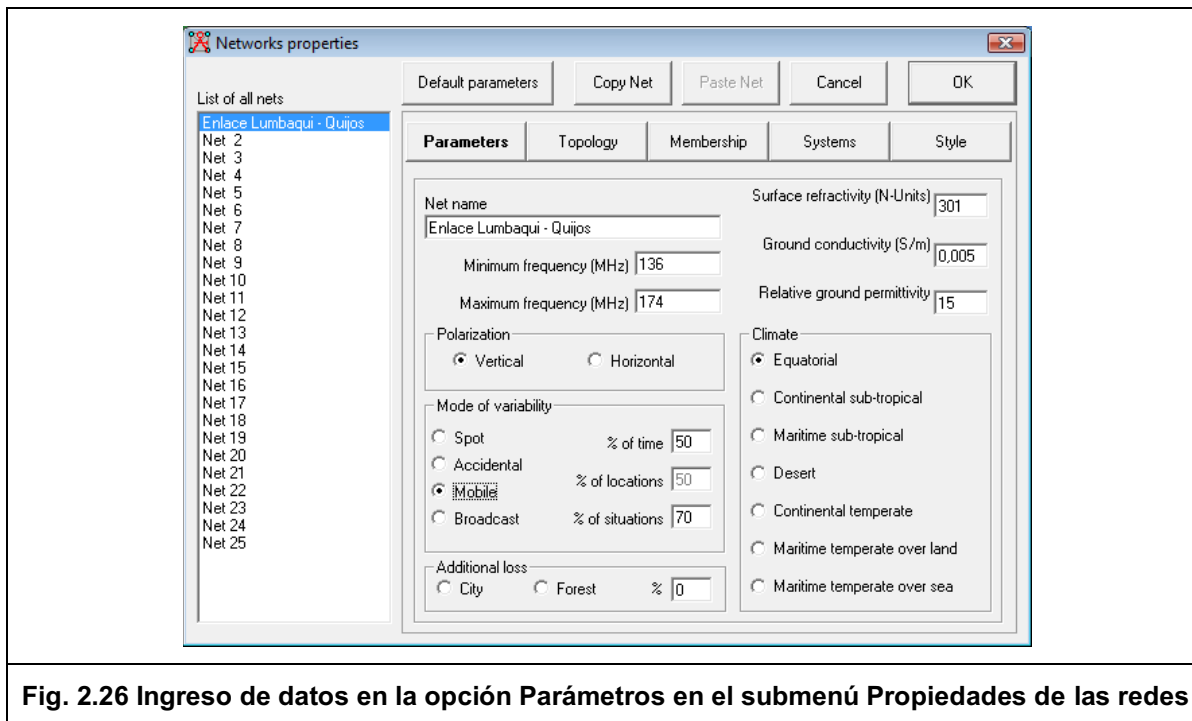 Networks properties
Default parameters
Copy Net
Paste Net
Cancel
OK
List of all nets
Enlace Lumbaqui - Quijos
Net 2
Net 3
Net 4
Net 5
Net 6
Net 7
Net 8
Net 9
Net 10
Net 11
Net 12
Net 13
Net 14
Net 15
Net 16
Net 17
Net 18
Net 19
Net 20
Net 21
Net 22
Net 23
Net 24
Net 25
Parameters
Topology
Membership
Systems
Style
Net name
Enlace Lumbaqui - Quijos
Minimum frequency (MHz) 136
Maximum frequency (MHz) 174
Surface refractivity (N-Units) 301
Ground conductivity (S/m) 0,005
Relative ground permittivity 15
Polarization
Vertical
Horizontal
Mode of variability
Spot
Accidental
Mobile
Broadcast
% of time 50
% of locations 50
% of situations 70
Additional loss
City
Forest
% 0
Climate
Equatorial
Continental sub-tropical
Maritime sub-tropical
Desert
Continental temperate
Maritime temperate over land
Maritime temperate over sea
Fig. 2.26 Ingreso de datos en la opción Parámetros en el submenú Propiedades de las redes